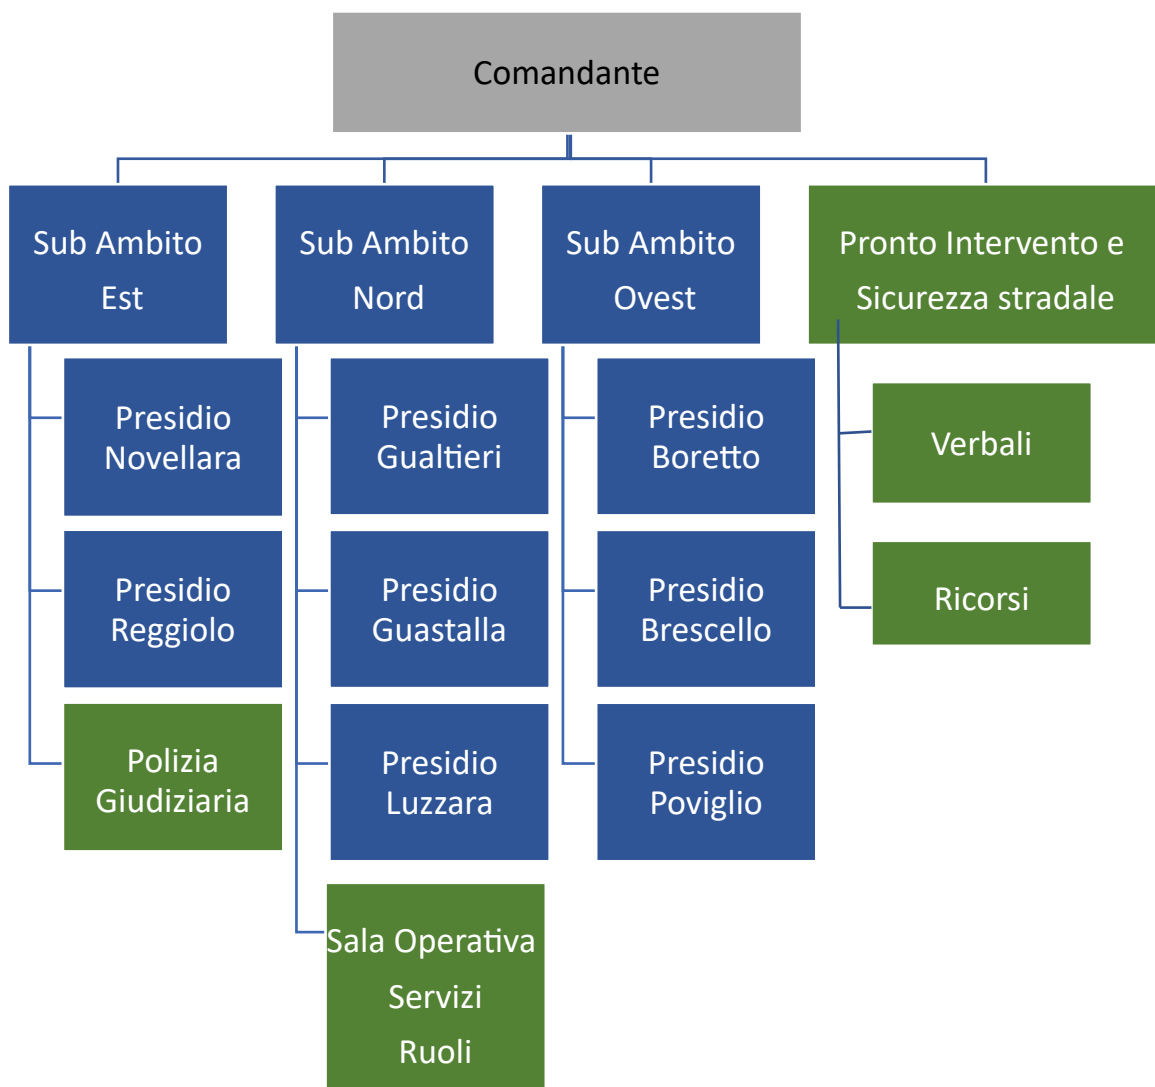 Comandante
Sub Ambito
Est
Sub Ambito
Nord
Sub Ambito
Ovest
Pronto Intervento e
Sicurezza stradale
Presidio
Novellara
Presidio
Reggiolo
Polizia
Giudiziaria
Presidio
Gualtieri
Presidio
Guastalla
Presidio
Luzzara
Sala Operativa
Servizi
Ruoli
Presidio
Boretto
Presidio
Brescello
Presidio
Poviglio
Verbali
Ricorsi